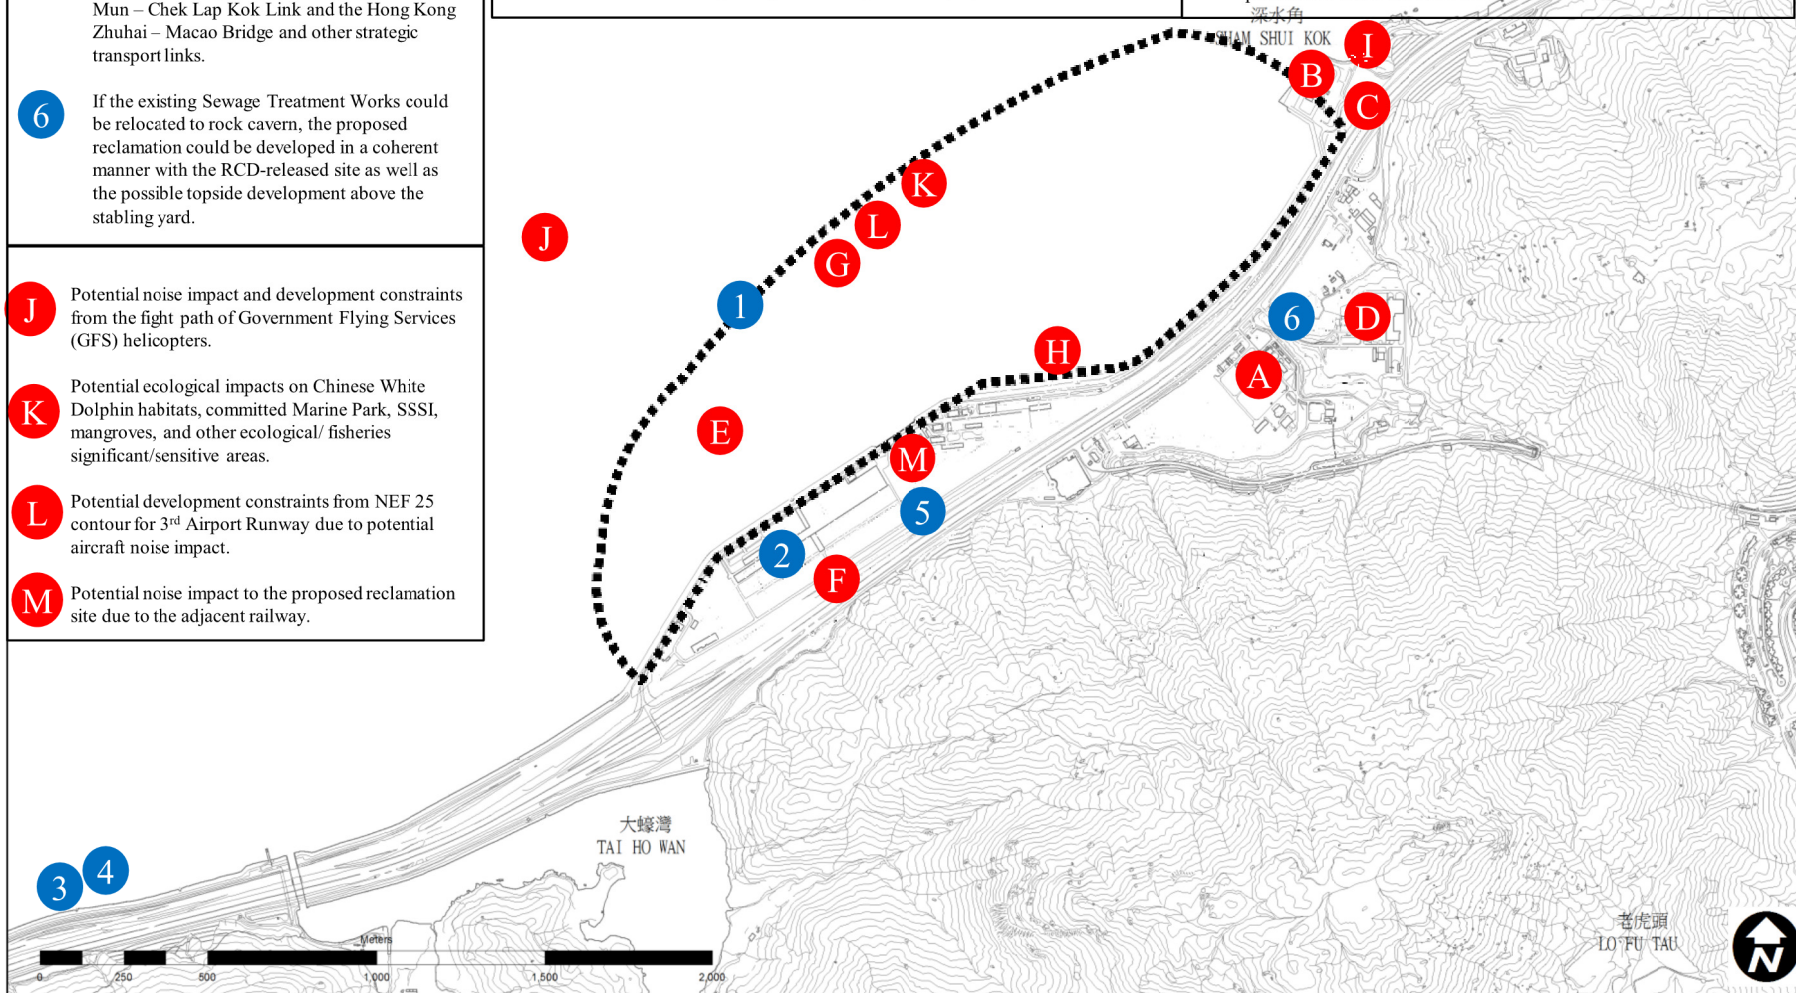 Mun – Chek Lap Kok Link and the Hong Kong
Zhuhai – Macao Bridge and other strategic
transport links.
6
If the existing Sewage Treatment Works could
be relocated to rock cavern, the proposed
reclamation could be developed in a coherent
manner with the RCD-released site as well as
the possible topside development above the
stabling yard.
J
Potential noise impact and development constraints
from the fight path of Government Flying Services
(GFS) helicopters.
K
Potential ecological impacts on Chinese White
Dolphin habitats, committed Marine Park, SSSI,
mangroves, and other ecological/ fisheries
significant/sensitive areas.
L
Potential development constraints from NEF 25
contour for 3rd Airport Runway due to potential
aircraft noise impact.
M
Potential noise impact to the proposed reclamation
site due to the adjacent railway.
深水角
SHAM SHUI KOK
I
B
C
K
J
L
G
1
6
D
H
A
E
M
5
2
F
大蠔灣
TAI HO WAN
4
3
老虎頭
LO FU TAU
Meters
0 250 500 1,000 1,500 2,000
N